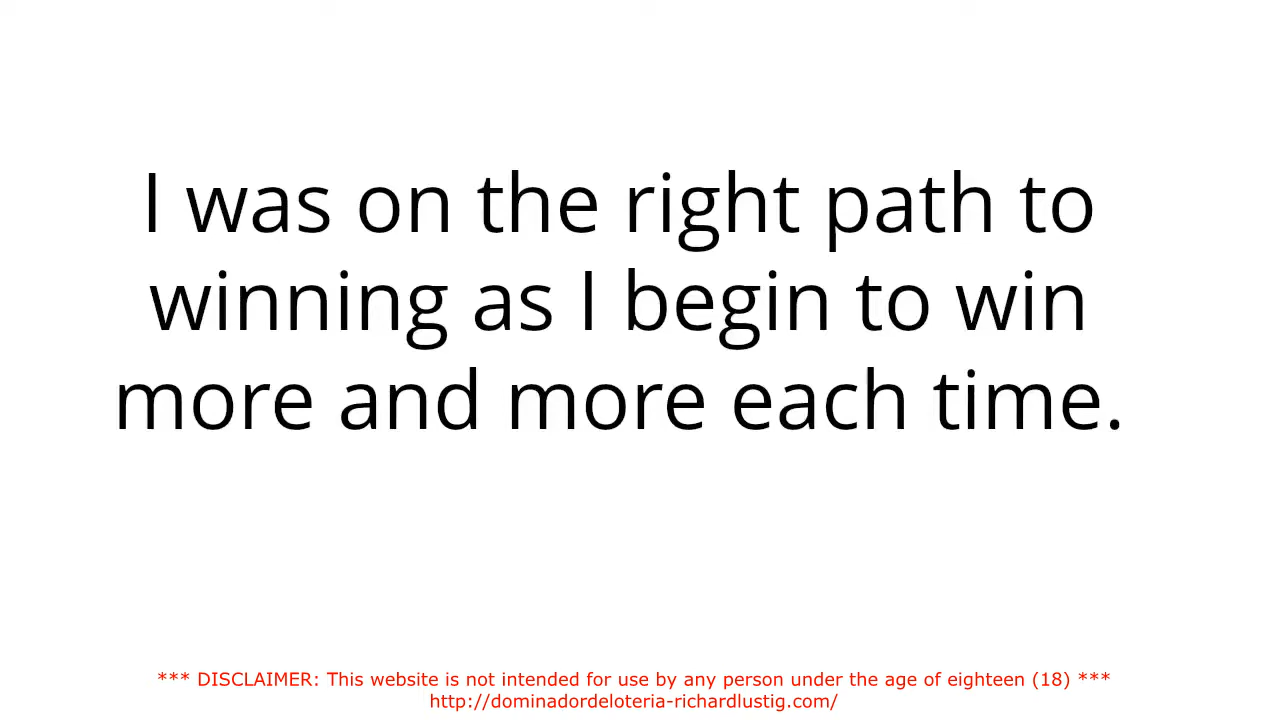 I was on the right path to
winning as I begin to win
more and more each time.
*** DISCLAIMER: This website is not intended for use by any person under the age of eighteen (18) ***
http://dominadordeloteria-richardlustig.com/